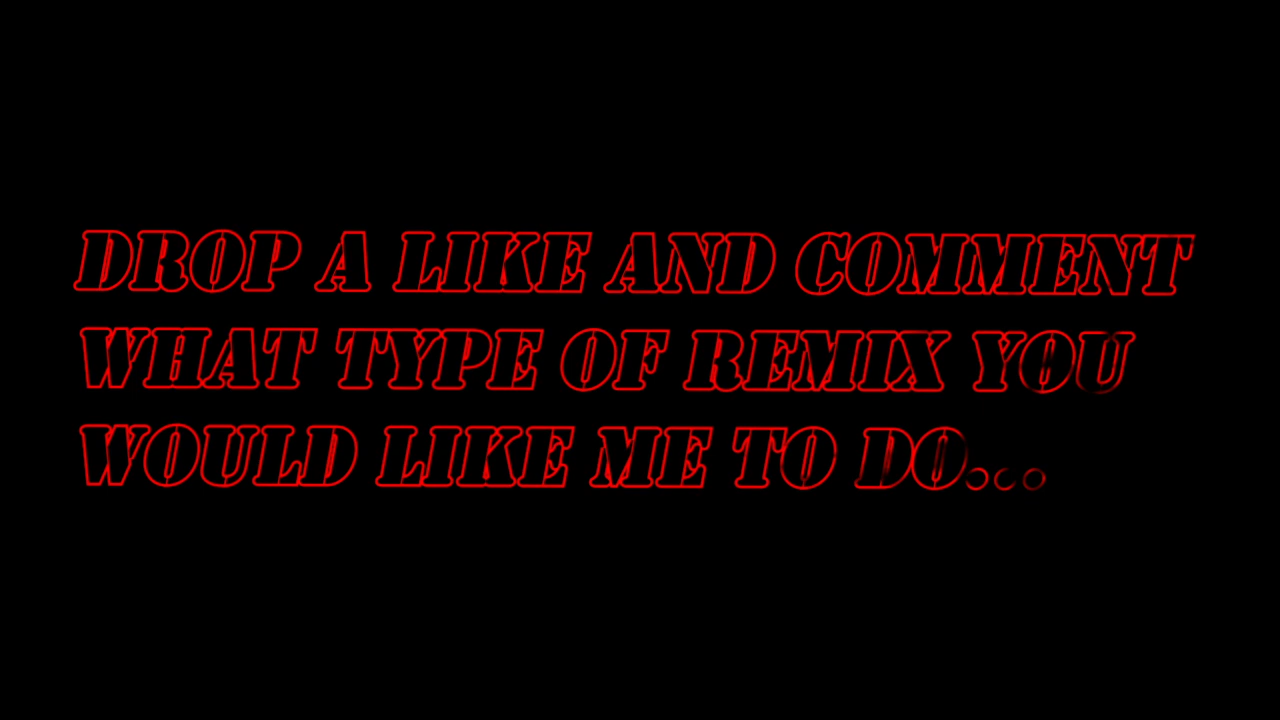 DROP A LIKE AND COMMENT
WHAT TYPE OF REMIX YOU
WOULD LIKE ME TO DO...